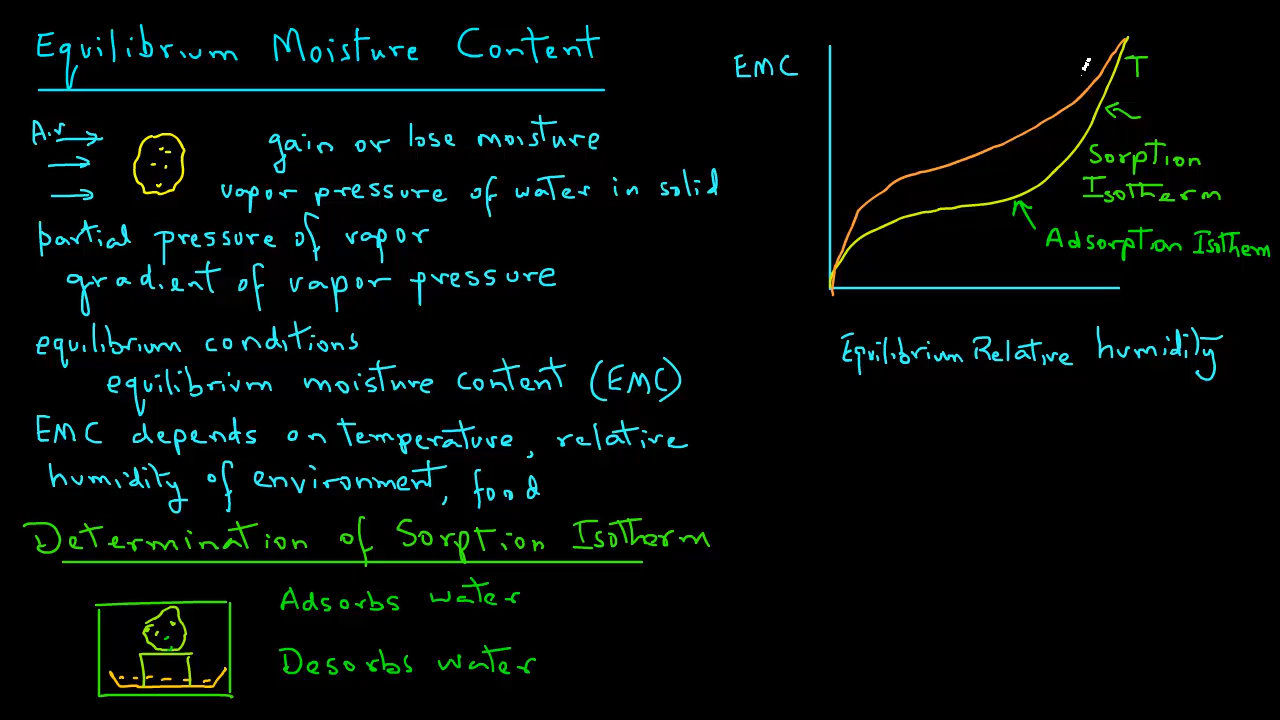 Equilibrium Moisture Content
Air
gain or lose moisture
vapor pressure of water in solid
partial pressure of vapor
gradient of vapor pressure
equilibrium conditions
equilibrium moisture content (EMC)
EMC depends on temperature, relative
humidity of environment, food
Determination of Sorption Isotherm
Adsorbs water
Desorbs water
EMC
T
Sorption
Isotherm
Adsorption Isothem
Equilibrium Relative humidity